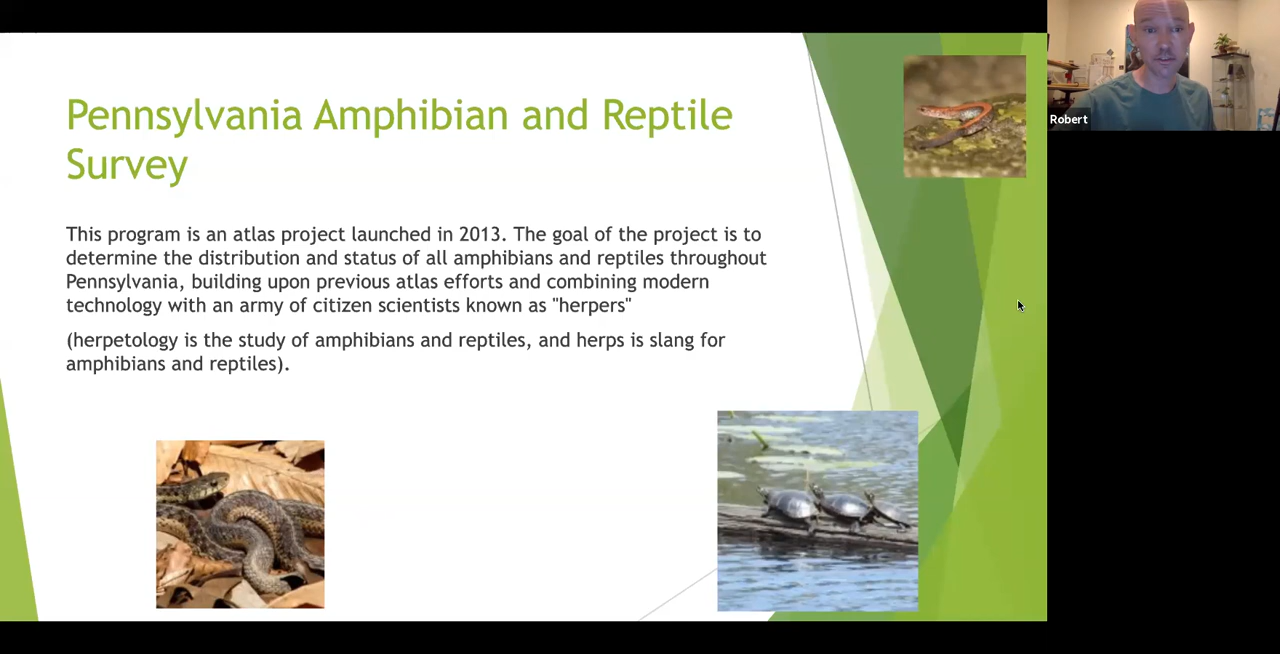 Pennsylvania Amphibian and Reptile
Survey
This program is an atlas project launched in 2013. The goal of the project is to
determine the distribution and status of all amphibians and reptiles throughout
Pennsylvania, building upon previous atlas efforts and combining modern
technology with an army of citizen scientists known as "herpers"
(herpetology is the study of amphibians and reptiles, and herps is slang for
amphibians and reptiles).
Robert